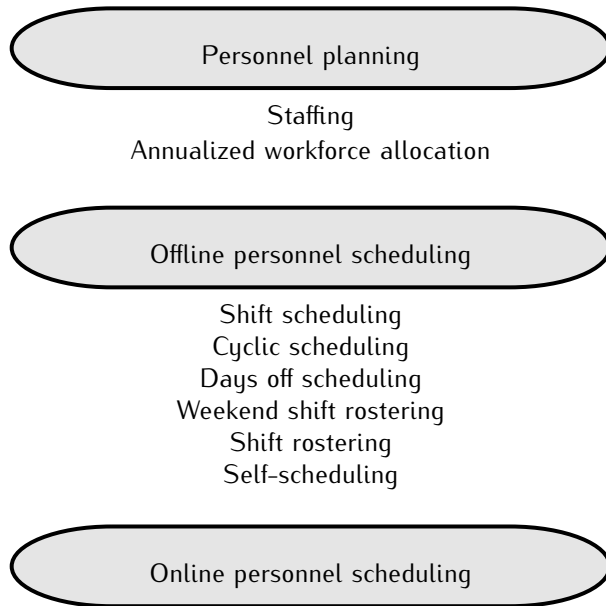 Personnel planning
Staffing
Annualized workforce allocation
Offline personnel scheduling
Shift scheduling
Cyclic scheduling
Days off scheduling
Weekend shift rostering
Shift rostering
Self-scheduling
Online personnel scheduling